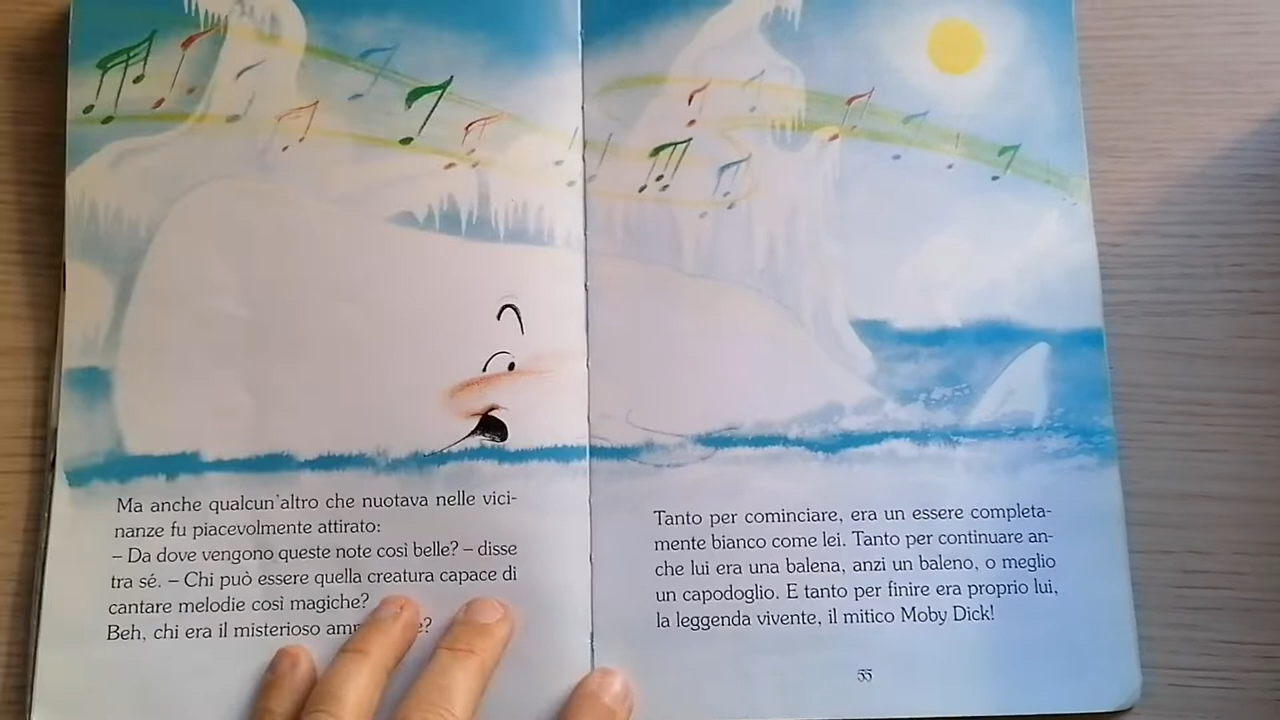 Ma anche qualcun'altro che nuotava nelle vici-
nanze fu piacevolmente attirato:
– Da dove vengono queste note così belle? – disse
tra sé. – Chi può essere quella creatura capace di
cantare melodie così magiche?
Beh, chi era il misterioso
Tanto per cominciare, era un essere completa-
mente bianco come lei. Tanto per continuare an-
che lui era una balena, anzi un baleno, o meglio
un capodoglio. E tanto per finire era proprio lui,
la leggenda vivente, il mitico Moby Dick!
55